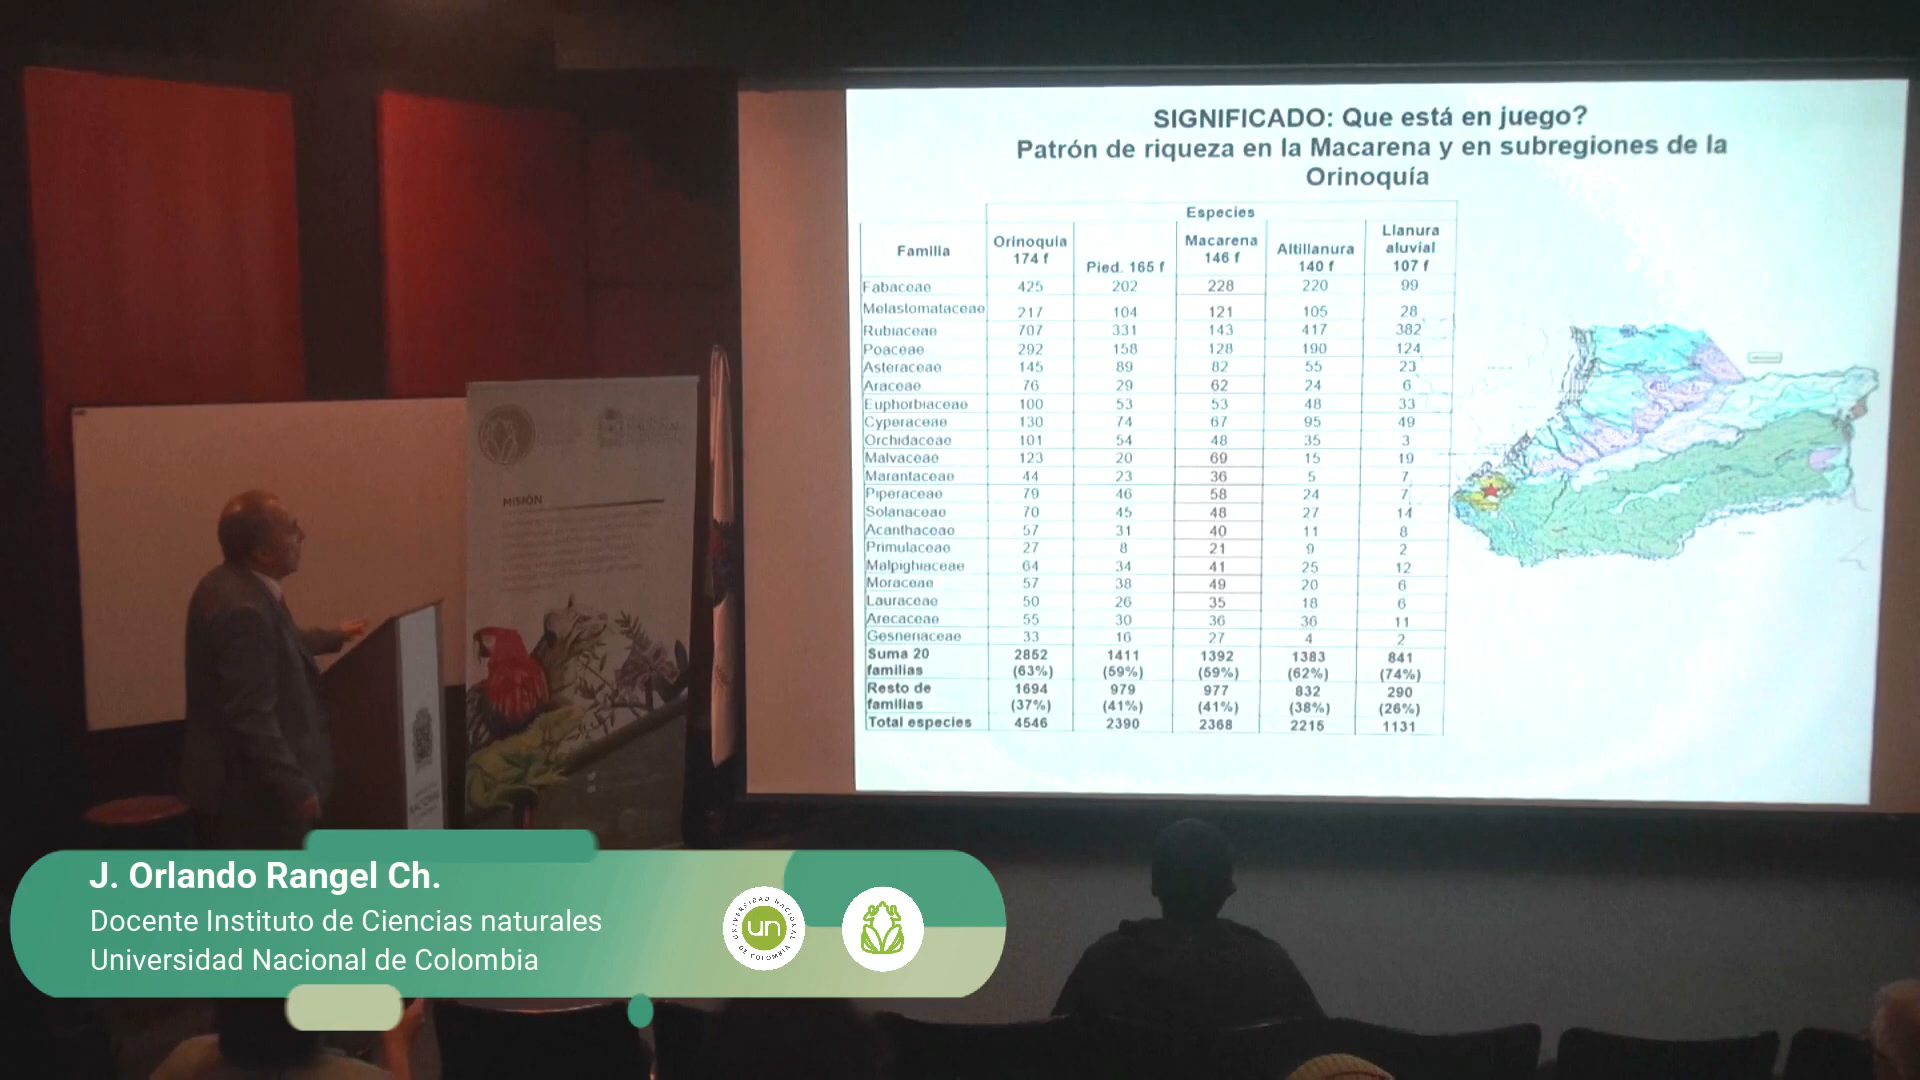 SIGNIFICADO: Que está en juego?
Patrón de riqueza en la Macarena y en subregiones de la
Orinoquía
Especies
Familia Orinoquia 174 f Pied. 165 f Macarena 146 f Altillanura 140 f Llanura aluvial 107 f
Fabaceae 425 202 228 220 99
Melastomataceae 217 104 121 105 28
Rubiaceae 707 331 143 417 382
Poaceae 292 158 128 190 124
Asteraceae 145 89 82 55 23
Araceae 76 29 62 24 6
Euphorbiaceae 100 53 53 48 33
Cyperaceae 130 74 67 95 49
Orchidaceae 101 54 48 35 3
Malvaceae 123 20 69 15 19
Marantaceae 44 23 36 5 7
Piperaceae 79 46 58 24 7
Solanaceae 70 45 48 27 14
Acanthaceae 57 31 40 11 8
Primulaceae 27 8 21 9 2
Malpighiaceae 64 34 41 25 12
Moraceae 57 38 49 20 6
Lauraceae 50 26 35 18 6
Arecaceae 55 30 36 36 11
Gesneriaceae 33 16 27 4 2
Suma 20 familias 2852 (63%) 1411 (59%) 1392 (59%) 1383 (62%) 841 (74%)
Resto de familias 1694 (37%) 979 (41%) 977 (41%) 832 (38%) 290 (26%)
Total especies 4546 2390 2368 2215 1131
MISIÓN
J. Orlando Rangel Ch.
Docente Instituto de Ciencias naturales
Universidad Nacional de Colombia
UNIVERSIDAD NACIONAL
un
DE COLOMBIA